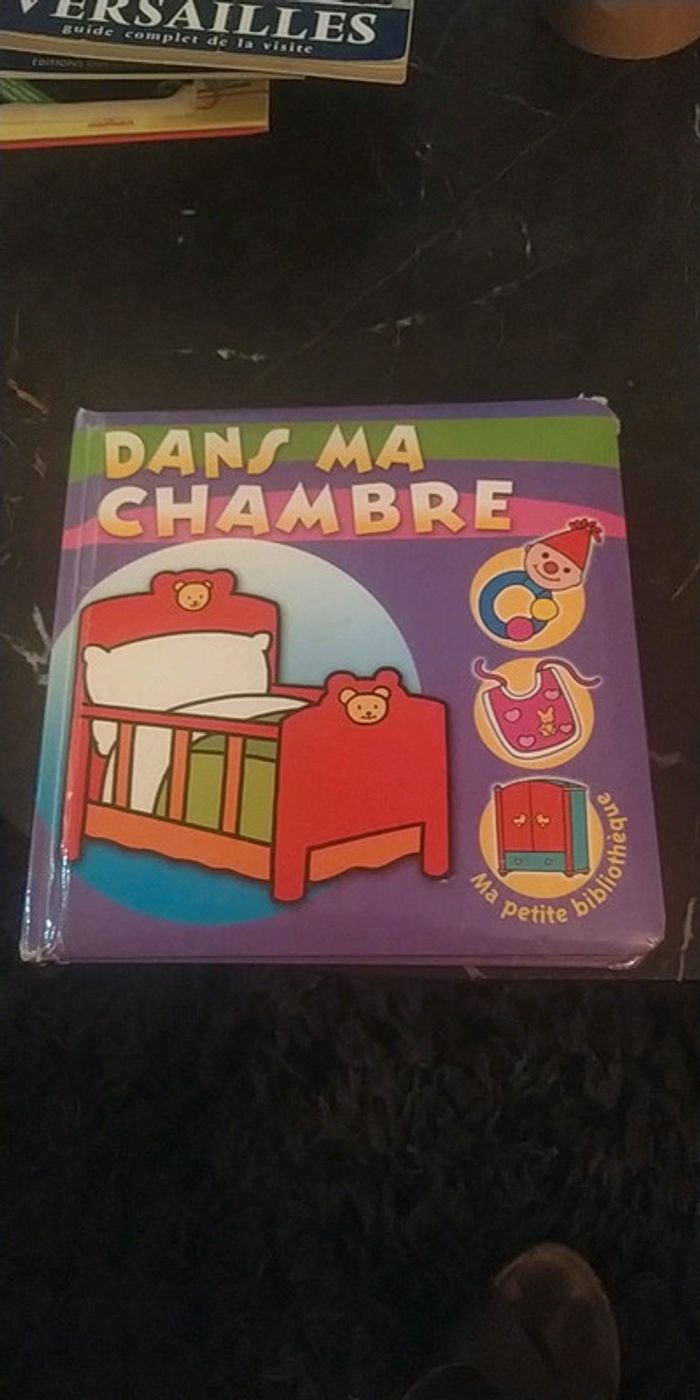 VERSAILLES
guide complet de la visite
DANS MA
CHAMBRE
Ma petite bibliothèque